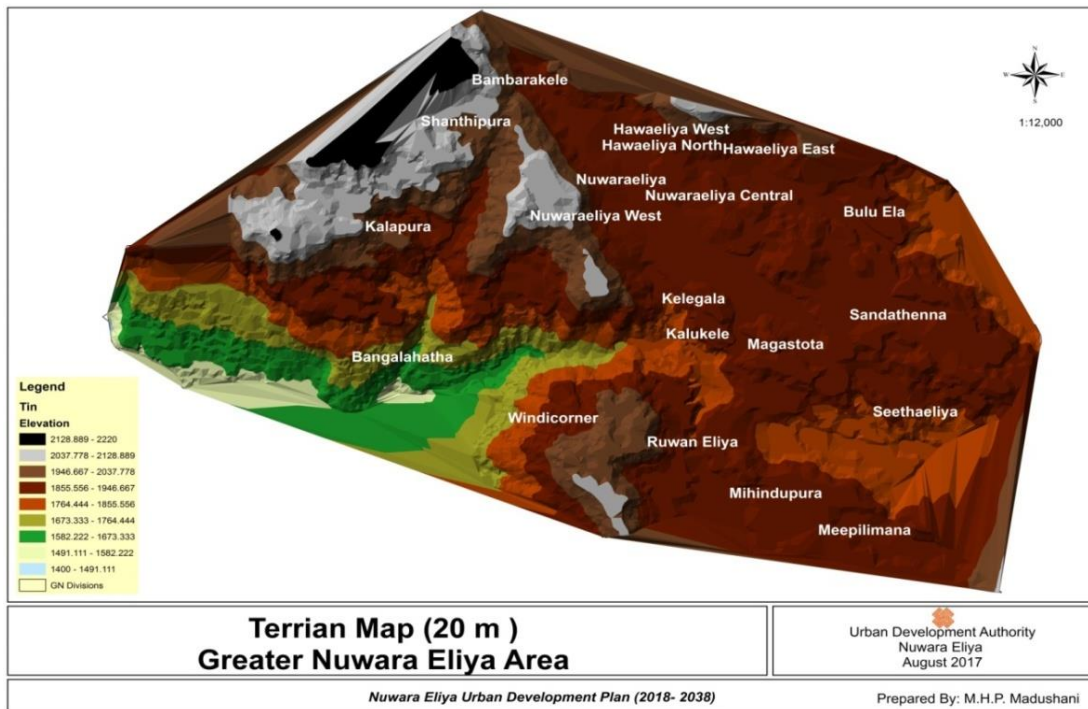 Bambarakele
Shanthipura
Hawaeliya West
Hawaeliya North
Hawaeliya East
Nuwaraeliya
Nuwaraeliya Central
Nuwaraeliya West
Bulu Ela
Kalapura
Kelegala
Sandathenna
Kalukele
Magastota
Bangalahatha
Windicorner
Seethaeliya
Ruwan Eliya
Mihindupura
Meepilimana
N
W
E
S
1:12,000
Legend
Tin
Elevation
2128.889 - 2220
2037.778 - 2128.889
1946.667 - 2037.778
1855.556 - 1946.667
1764.444 - 1855.556
1673.333 - 1764.444
1582.222 - 1673.333
1491.111 - 1582.222
1400 - 1491.111
GN Divisions
Terrian Map (20 m )
Greater Nuwara Eliya Area
Urban Development Authority
Nuwara Eliya
August 2017
Nuwara Eliya Urban Development Plan (2018- 2038)
Prepared By: M.H.P. Madushani